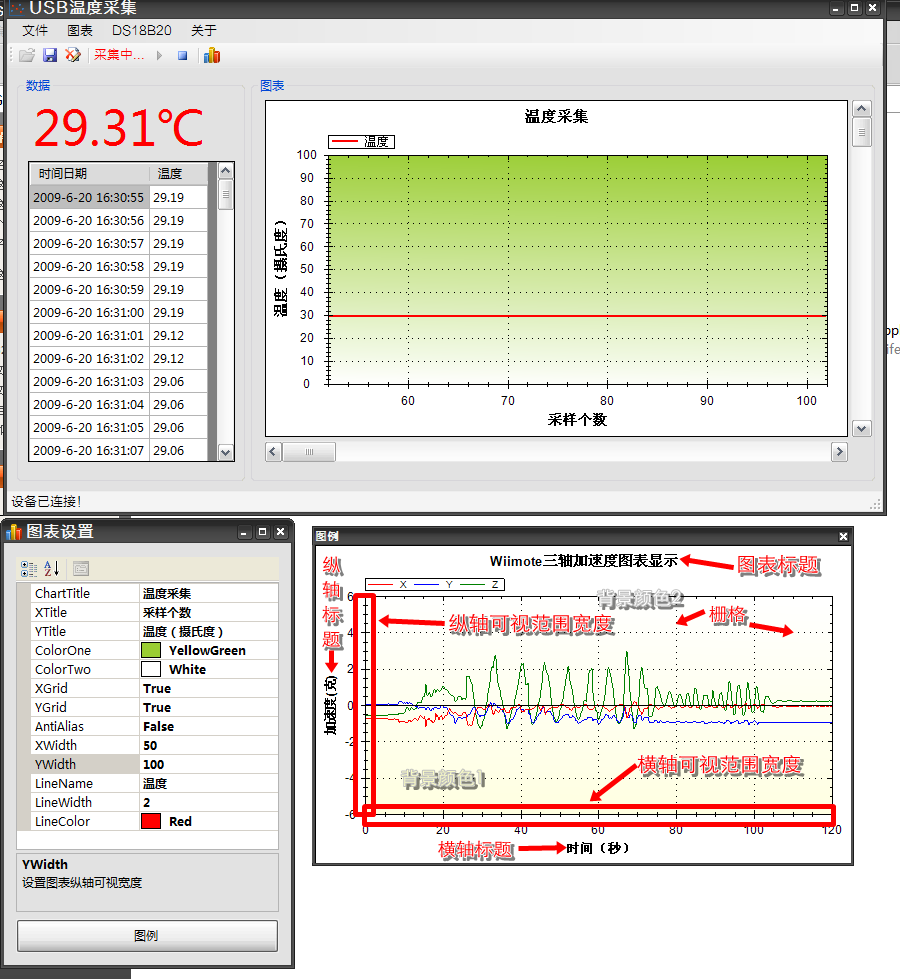 USB温度采集
文件 图表 DS18B20 关于
采集中...
数据
29.31℃
时间日期 温度
2009-6-20 16:30:55 29.19
2009-6-20 16:30:56 29.19
2009-6-20 16:30:57 29.19
2009-6-20 16:30:58 29.19
2009-6-20 16:30:59 29.19
2009-6-20 16:31:00 29.19
2009-6-20 16:31:01 29.12
2009-6-20 16:31:02 29.12
2009-6-20 16:31:03 29.06
2009-6-20 16:31:04 29.06
2009-6-20 16:31:05 29.06
2009-6-20 16:31:07 29.06
图表
温度采集
温度
100
90
80
70
60
50
40
30
20
10
0
温度（摄氏度）
60 70 80 90 100
采样个数
设备已连接!
图表设置
ChartTitle 温度采集
XTitle 采样个数
YTitle 温度（摄氏度）
ColorOne YellowGreen
ColorTwo White
XGrid True
YGrid True
AntiAlias False
XWidth 50
YWidth 100
LineName 温度
LineWidth 2
LineColor Red
YWidth
设置图表纵轴可视宽度
图例
图例
Wiimote三轴加速度图表显示
图表标题
X Y Z
纵轴标题
背景颜色2
栅格
纵轴可视范围宽度
6
4
2
0
-2
-4
-6
加速度(克)
背景颜色1
横轴可视范围宽度
0 20 40 60 80 100 120
横轴标题
时间（秒）